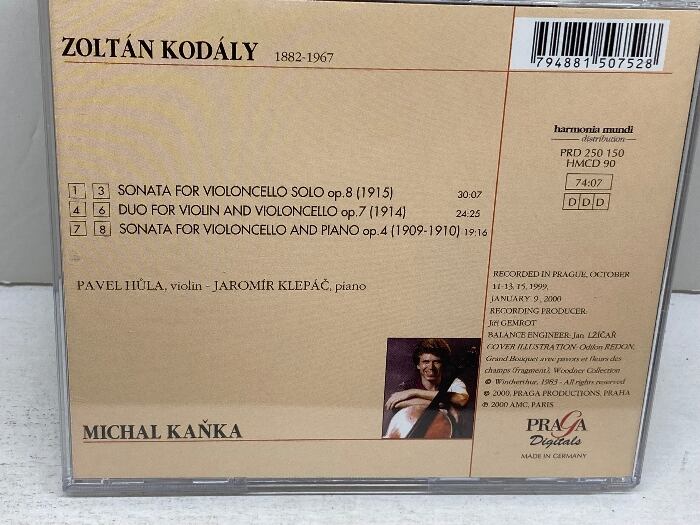 ZOLTÁN KODÁLY 1882-1967
794881 507528
harmonia mundi
distribution
PRD 250 150
HMCD 90
74:07
D D D
1 3 SONATA FOR VIOLONCELLO SOLO op.8 (1915) 30:07
4 6 DUO FOR VIOLIN AND VIOLONCELLO op.7 (1914) 24:25
7 8 SONATA FOR VIOLONCELLO AND PIANO op.4 (1909-1910) 19:16
PAVEL HŮLA, violin - JAROMÍR KLEPÁČ, piano
RECORDED IN PRAGUE, OCTOBER
11-13, 15, 1999,
JANUARY 9, 2000
RECORDING PRODUCER:
Jiří GEMROT
BALANCE ENGINEER: Jan LŽÍČAŘ
COVER ILLUSTRATION: Odilon REDON,
Grand Bouquet avec pavots et fleurs des
champs (fragment), Woodner Collection
© Winthertur, 1983 - All rights reserved
© 2000, PRAGA PRODUCTIONS, PRAHA
℗ 2000 AMC, PARIS
PRAGA
Digitals
MADE IN GERMANY
MICHAL KAŇKA